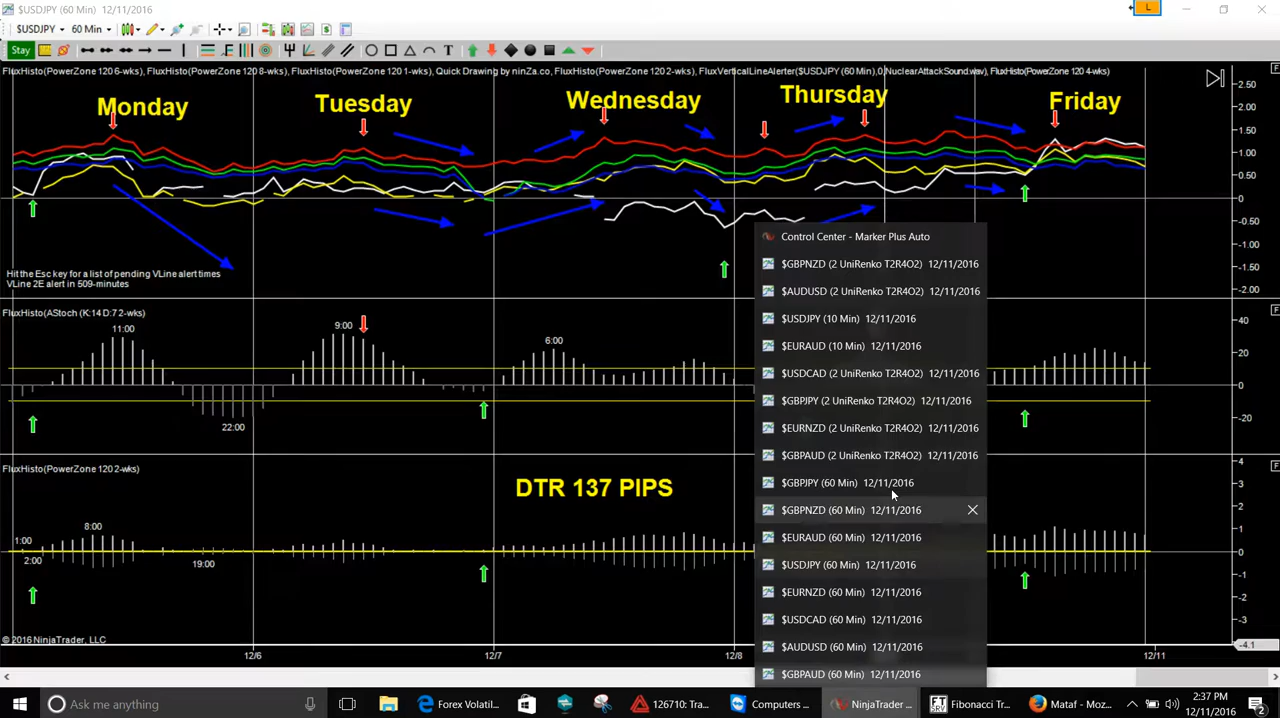 $USDJPY (60 Min) 12/11/2016
L
$USDJPY 60 Min
Stay
FluxHisto(PowerZone 120 6-wks), FluxHisto(PowerZone 120 8-wks), FluxHisto(PowerZone 120 1-wks), Quick Drawing by ninZa.co, FluxHisto(PowerZone 120 2-wks), FluxVerticalLineAlerter($USDJPY (60 Min),0,NuclearAttackSound.wav), FluxHisto(PowerZone 120 4-wks)
F
Monday
Tuesday
Wednesday
Thursday
Friday
2.50
2.00
1.50
1.00
0.50
0
-0.50
-1.00
-1.50
-2.00
Hit the Esc key for a list of pending VLine alert times
VLine 2E alert in 509-minutes
Control Center - Marker Plus Auto
$GBPNZD (2 UniRenko T2R4O2) 12/11/2016
$AUDUSD (2 UniRenko T2R4O2) 12/11/2016
$USDJPY (10 Min) 12/11/2016
$EURAUD (10 Min) 12/11/2016
$USDCAD (2 UniRenko T2R4O2) 12/11/2016
$GBPJPY (2 UniRenko T2R4O2) 12/11/2016
$EURNZD (2 UniRenko T2R4O2) 12/11/2016
$GBPAUD (2 UniRenko T2R4O2) 12/11/2016
$GBPJPY (60 Min) 12/11/2016
$GBPNZD (60 Min) 12/11/2016
$EURAUD (60 Min) 12/11/2016
$USDJPY (60 Min) 12/11/2016
$EURNZD (60 Min) 12/11/2016
$USDCAD (60 Min) 12/11/2016
$AUDUSD (60 Min) 12/11/2016
$GBPAUD (60 Min) 12/11/2016
FluxHisto(AStoch (K:14 D:7 2-wks)
F
11:00
9:00
6:00
22:00
40
20
0
-20
FluxHisto(PowerZone 120 2-wks)
F
DTR 137 PIPS
1:00
2:00
8:00
19:00
4
3
2
1
0
-1
-2
-3
-4.1
© 2016 NinjaTrader, LLC
12/6
12/7
12/8
12/11
Ask me anything
Forex Volatil...
126710: Tra...
Computers ...
NinjaTrader ...
FT
SRY
Fibonacci Tr...
Mataf - Moz...
2:37 PM
12/11/2016
2